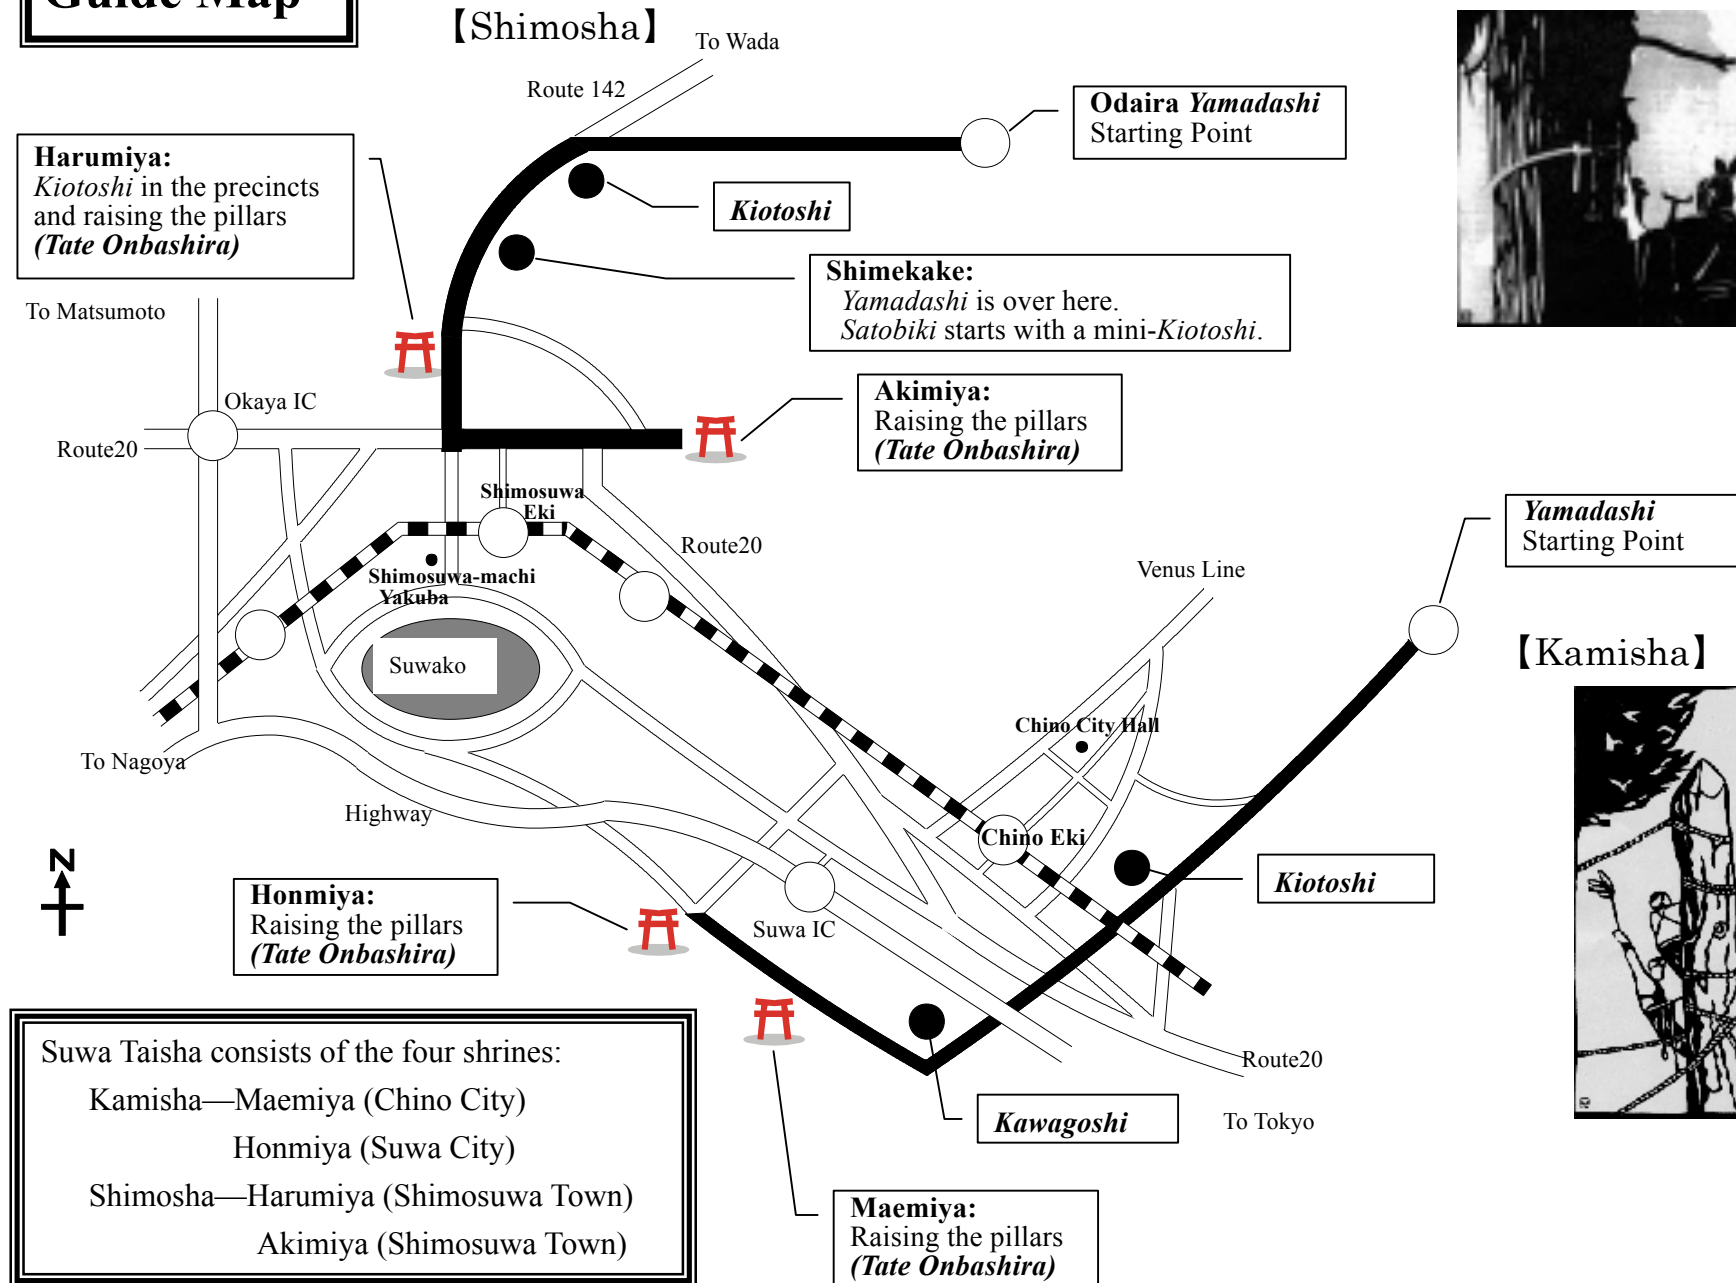 Guide Map
【Shimosha】
To Wada
Route 142
Odaira Yamadashi
Starting Point
Harumiya:
Kiotoshi in the precincts
and raising the pillars
(Tate Onbashira)
Kiotoshi
Shimekake:
Yamadashi is over here.
Satobiki starts with a mini-Kiotoshi.
To Matsumoto
Okaya IC
Route20
Akimiya:
Raising the pillars
(Tate Onbashira)
Shimosuwa
Eki
Route20
Yamadashi
Starting Point
Shimosuwa-machi
Yakuba
Venus Line
Suwako
【Kamisha】
Chino City Hall
To Nagoya
Highway
Chino Eki
N
Kiotoshi
Honmiya:
Raising the pillars
(Tate Onbashira)
Suwa IC
Route20
Kawagoshi
To Tokyo
Suwa Taisha consists of the four shrines:
Kamisha—Maemiya (Chino City)
Honmiya (Suwa City)
Shimosha—Harumiya (Shimosuwa Town)
Akimiya (Shimosuwa Town)
Maemiya:
Raising the pillars
(Tate Onbashira)